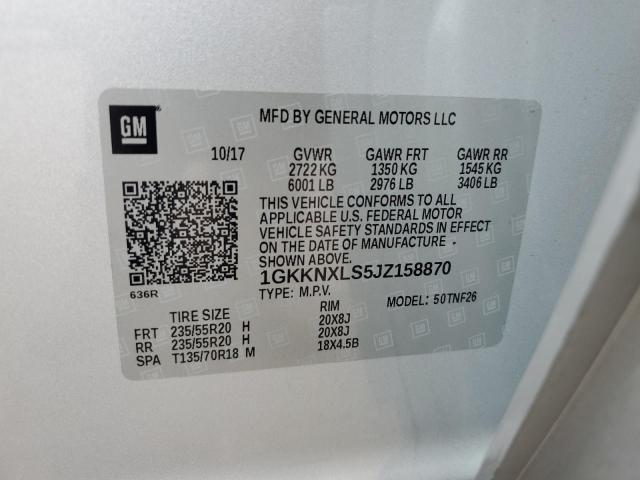 GM
MFD BY GENERAL MOTORS LLC
10/17 GVWR GAWR FRT GAWR RR
2722 KG 1350 KG 1545 KG
6001 LB 2976 LB 3406 LB
THIS VEHICLE CONFORMS TO ALL
APPLICABLE U.S. FEDERAL MOTOR
VEHICLE SAFETY STANDARDS IN EFFECT
ON THE DATE OF MANUFACTURE
SHOWN ABOVE.
1GKKNXLS5JZ158870
636R
TYPE: M.P.V. MODEL: 50TNF26
TIRE SIZE RIM
FRT 235/55R20 H 20X8J
RR 235/55R20 H 20X8J
SPA T135/70R18 M 18X4.5B